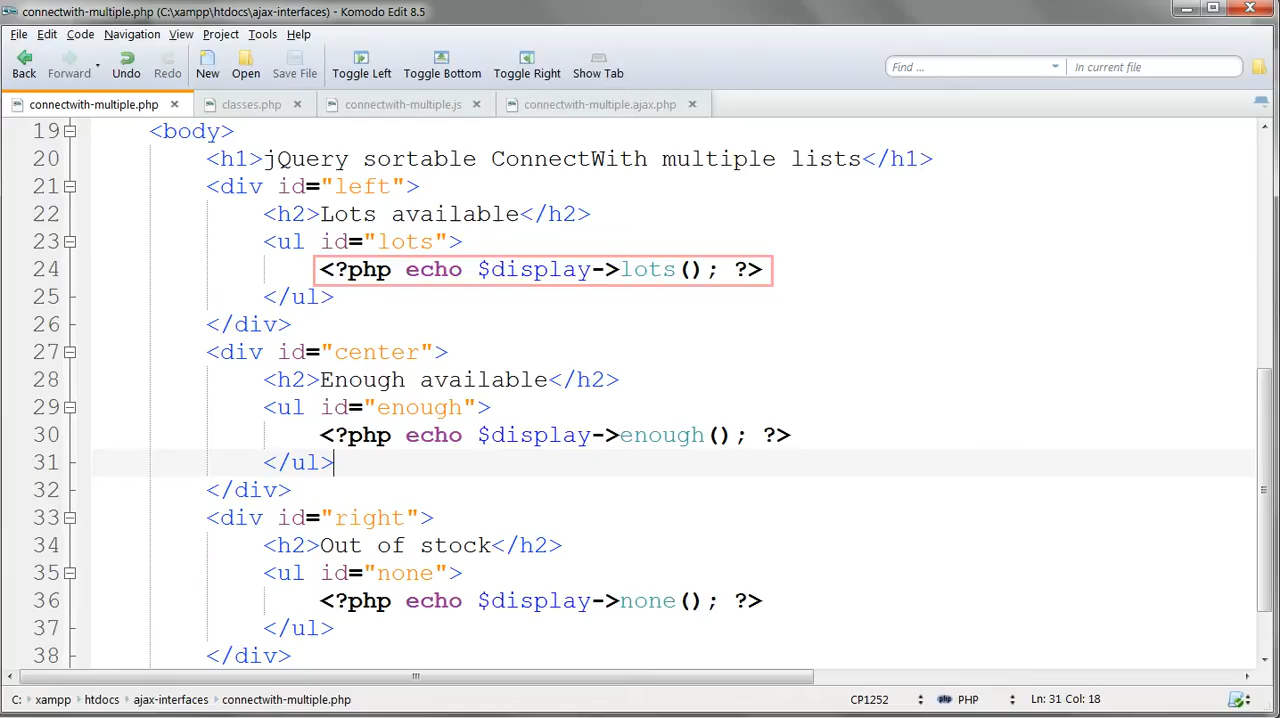 connectwith-multiple.php (C:\xampp\htdocs\ajax-interfaces) - Komodo Edit 8.5
File Edit Code Navigation View Project Tools Help
Back Forward Undo Redo New Open Save File Toggle Left Toggle Bottom Toggle Right Show Tab Find ... In current file
connectwith-multiple.php classes.php connectwith-multiple.js connectwith-multiple.ajax.php
19 <body>
20 <h1>jQuery sortable ConnectWith multiple lists</h1>
21 <div id="left">
22 <h2>Lots available</h2>
23 <ul id="lots">
24 <?php echo $display->lots(); ?>
25 </ul>
26 </div>
27 <div id="center">
28 <h2>Enough available</h2>
29 <ul id="enough">
30 <?php echo $display->enough(); ?>
31 </ul>
32 </div>
33 <div id="right">
34 <h2>Out of stock</h2>
35 <ul id="none">
36 <?php echo $display->none(); ?>
37 </ul>
38 </div>
C: xampp htdocs ajax-interfaces connectwith-multiple.php CP1252 PHP Ln: 31 Col: 18